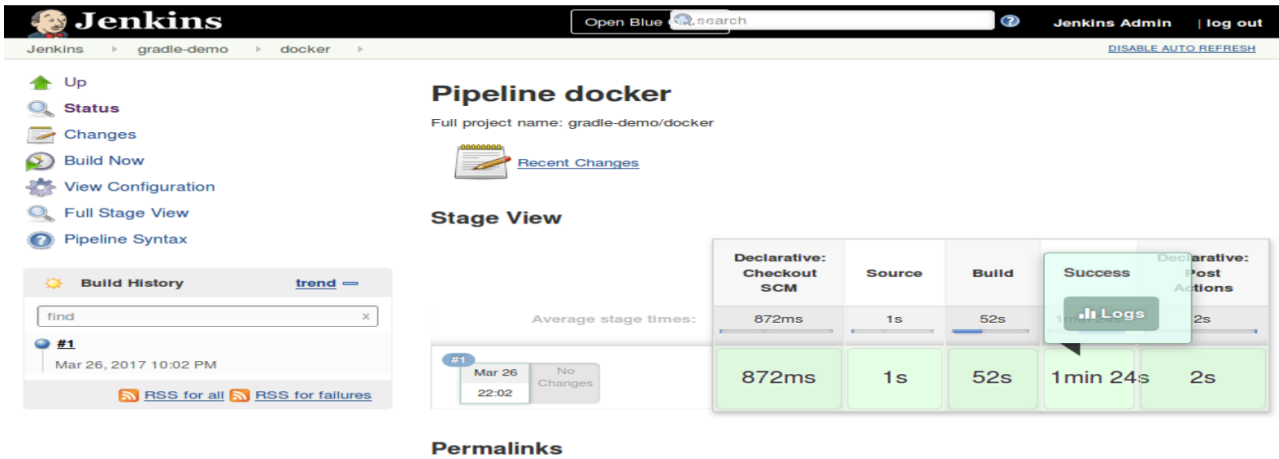 Jenkins
Open Blue
search
Jenkins Admin | log out
Jenkins gradle-demo docker
DISABLE AUTO REFRESH
Up
Status
Changes
Build Now
View Configuration
Full Stage View
Pipeline Syntax
Build History trend
find x
#1
Mar 26, 2017 10:02 PM
RSS for all RSS for failures
Pipeline docker
Full project name: gradle-demo/docker
Recent Changes
Stage View
Declarative: Checkout SCM
Source
Build
Success
Logs
Declarative: Post Actions
Average stage times:
872ms 1s 52s 2s
#1
Mar 26
22:02
No Changes
872ms 1s 52s 1min 24s 2s
Permalinks